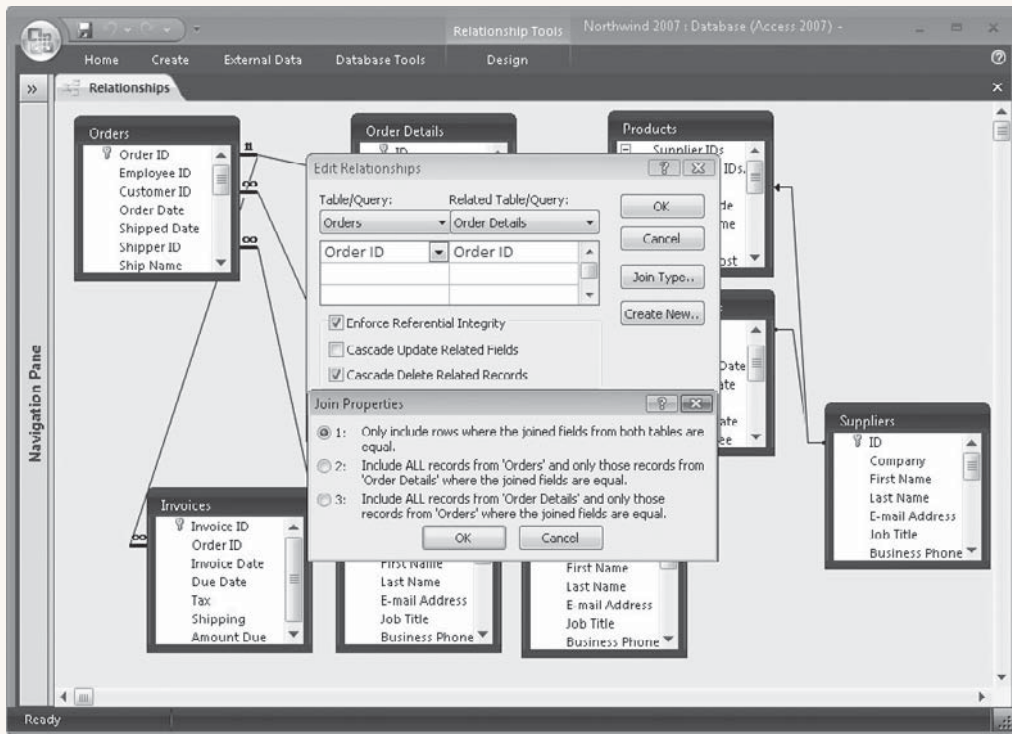 Relationship Tools
Northwind 2007 : Database (Access 2007) -
Home Create External Data Database Tools Design
Relationships
Navigation Pane
Orders
Order ID
Employee ID
Customer ID
Order Date
Shipped Date
Shipper ID
Ship Name
Order Details
ID
Products
Supplier IDs
IDs.
Edit Relationships
Table/Query: Related Table/Query:
Orders Order Details
Order ID Order ID
Enforce Referential Integrity
Cascade Update Related Fields
Cascade Delete Related Records
OK
Cancel
Join Type..
Create New..
Join Properties
1: Only include rows where the joined fields from both tables are
equal.
2: Include ALL records from 'Orders' and only those records from
'Order Details' where the joined fields are equal.
3: Include ALL records from 'Order Details' and only those
records from 'Orders' where the joined fields are equal.
OK Cancel
Invoices
Invoice ID
Order ID
Invoice Date
Due Date
Tax
Shipping
Amount Due
First Name
Last Name
E-mail Address
Job Title
Business Phone
First Name
Last Name
E-mail Address
Job Title
Business Phone
Suppliers
ID
Company
First Name
Last Name
E-mail Address
Job Title
Business Phone
Ready